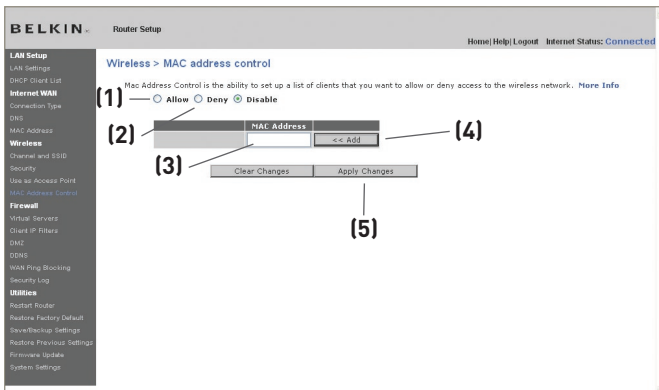 BELKIN
Router Setup
Home|Help|Logout Internet Status: Connected
LAN Setup
LAN Settings
DHCP Client List
Internet WAN
Connection Type
DNS
MAC Address
Wireless
Channel and SSID
Security
Use as Access Point
MAC Address Control
Firewall
Virtual Servers
Client IP Filters
DMZ
DDNS
WAN Ping Blocking
Security Log
Utilities
Restart Router
Restore Factory Default
Save/Backup Settings
Restore Previous Settings
Firmware Update
System Settings
Wireless > MAC address control
Mac Address Control is the ability to set up a list of clients that you want to allow or deny access to the wireless network. More Info
(1) Allow Deny Disable
(2)
MAC Address
(3)
<< Add
(4)
Clear Changes Apply Changes
(5)